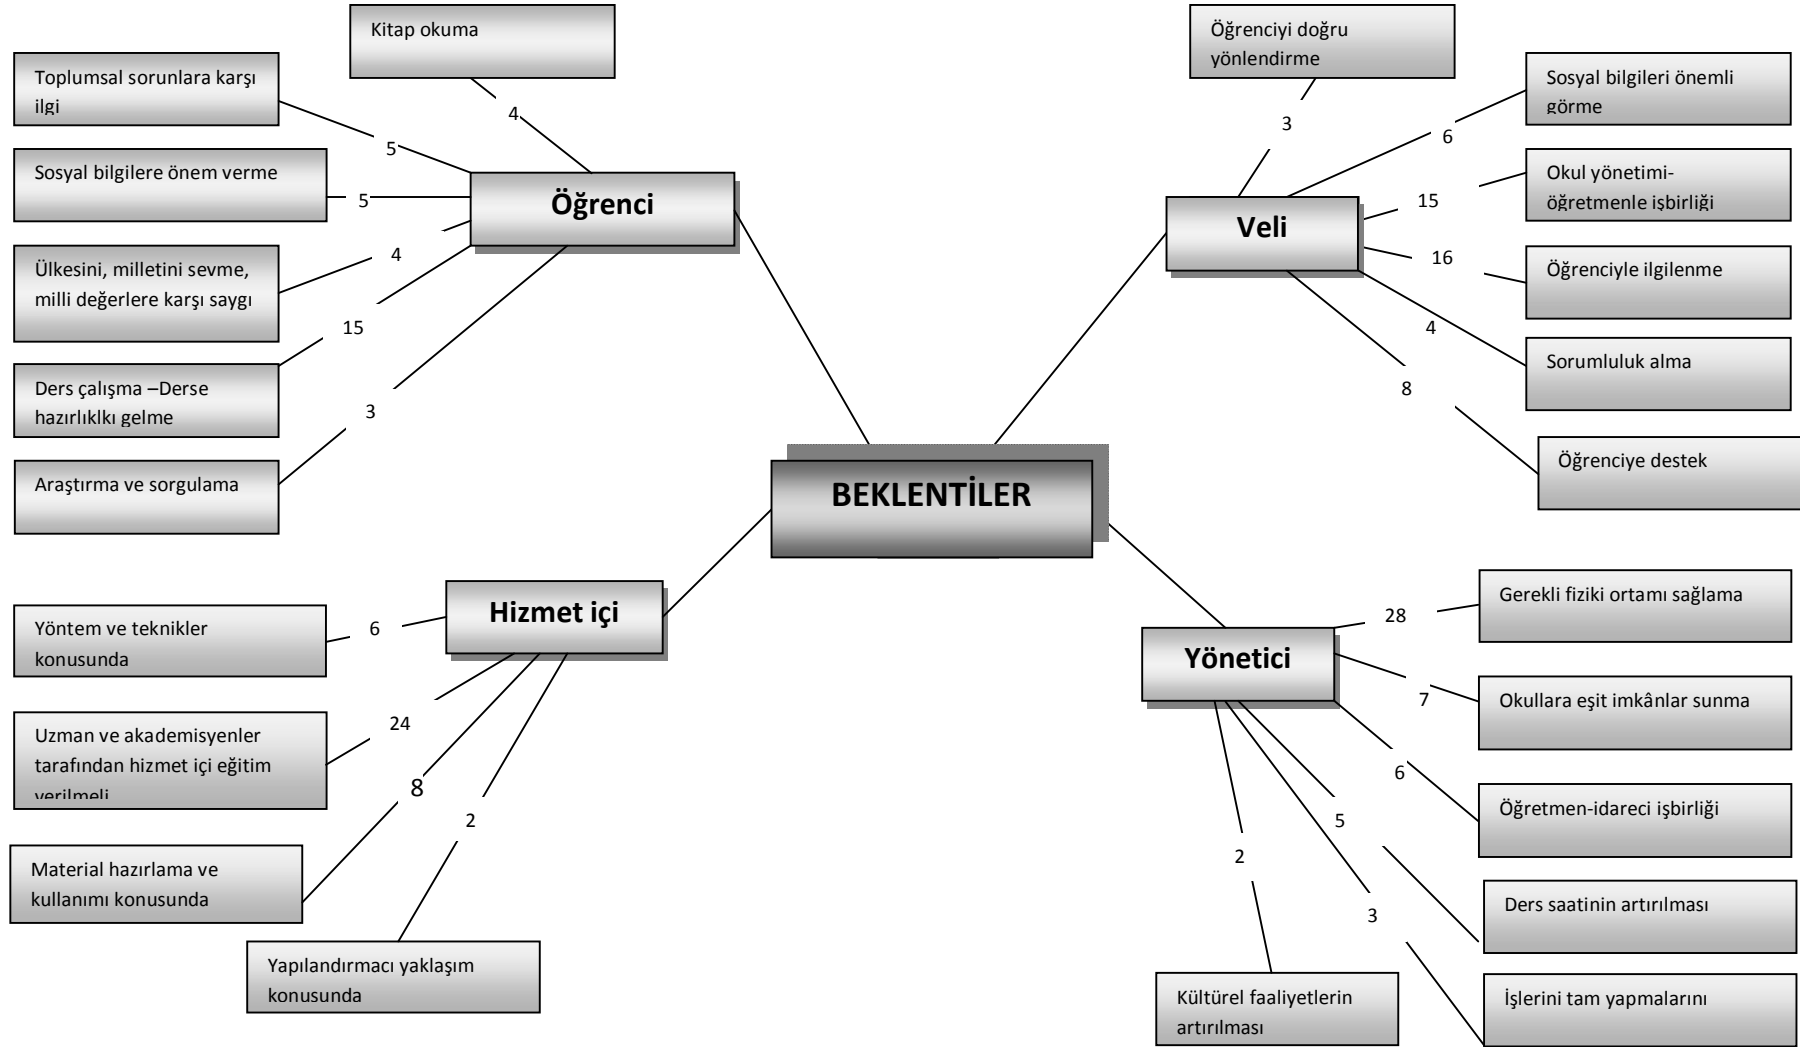 Kitap okuma
4
Toplumsal sorunlara karşı
ilgi
5
Sosyal bilgilere önem verme
5
Öğrenci
Ülkesini, milletini sevme,
milli değerlere karşı saygı
4
Ders çalışma –Derse
hazırlıklkı gelme
15
Araştırma ve sorgulama
3
Öğrenciyi doğru
yönlendirme
3
Sosyal bilgileri önemli
görme
6
Veli
Okul yönetimi-
öğretmenle işbirliği
15
Öğrenciyle ilgilenme
16
Sorumluluk alma
4
Öğrenciye destek
8
BEKLENTİLER
Hizmet içi
Yöntem ve teknikler
konusunda
6
Uzman ve akademisyenler
tarafından hizmet içi eğitim
verilmeli
24
Material hazırlama ve
kullanımı konusunda
8
Yapılandırmacı yaklaşım
konusunda
2
Yönetici
Gerekli fiziki ortamı sağlama
28
Okullara eşit imkânlar sunma
7
Öğretmen-idareci işbirliği
6
Ders saatinin artırılması
5
İşlerini tam yapmalarını
3
Kültürel faaliyetlerin
artırılması
2